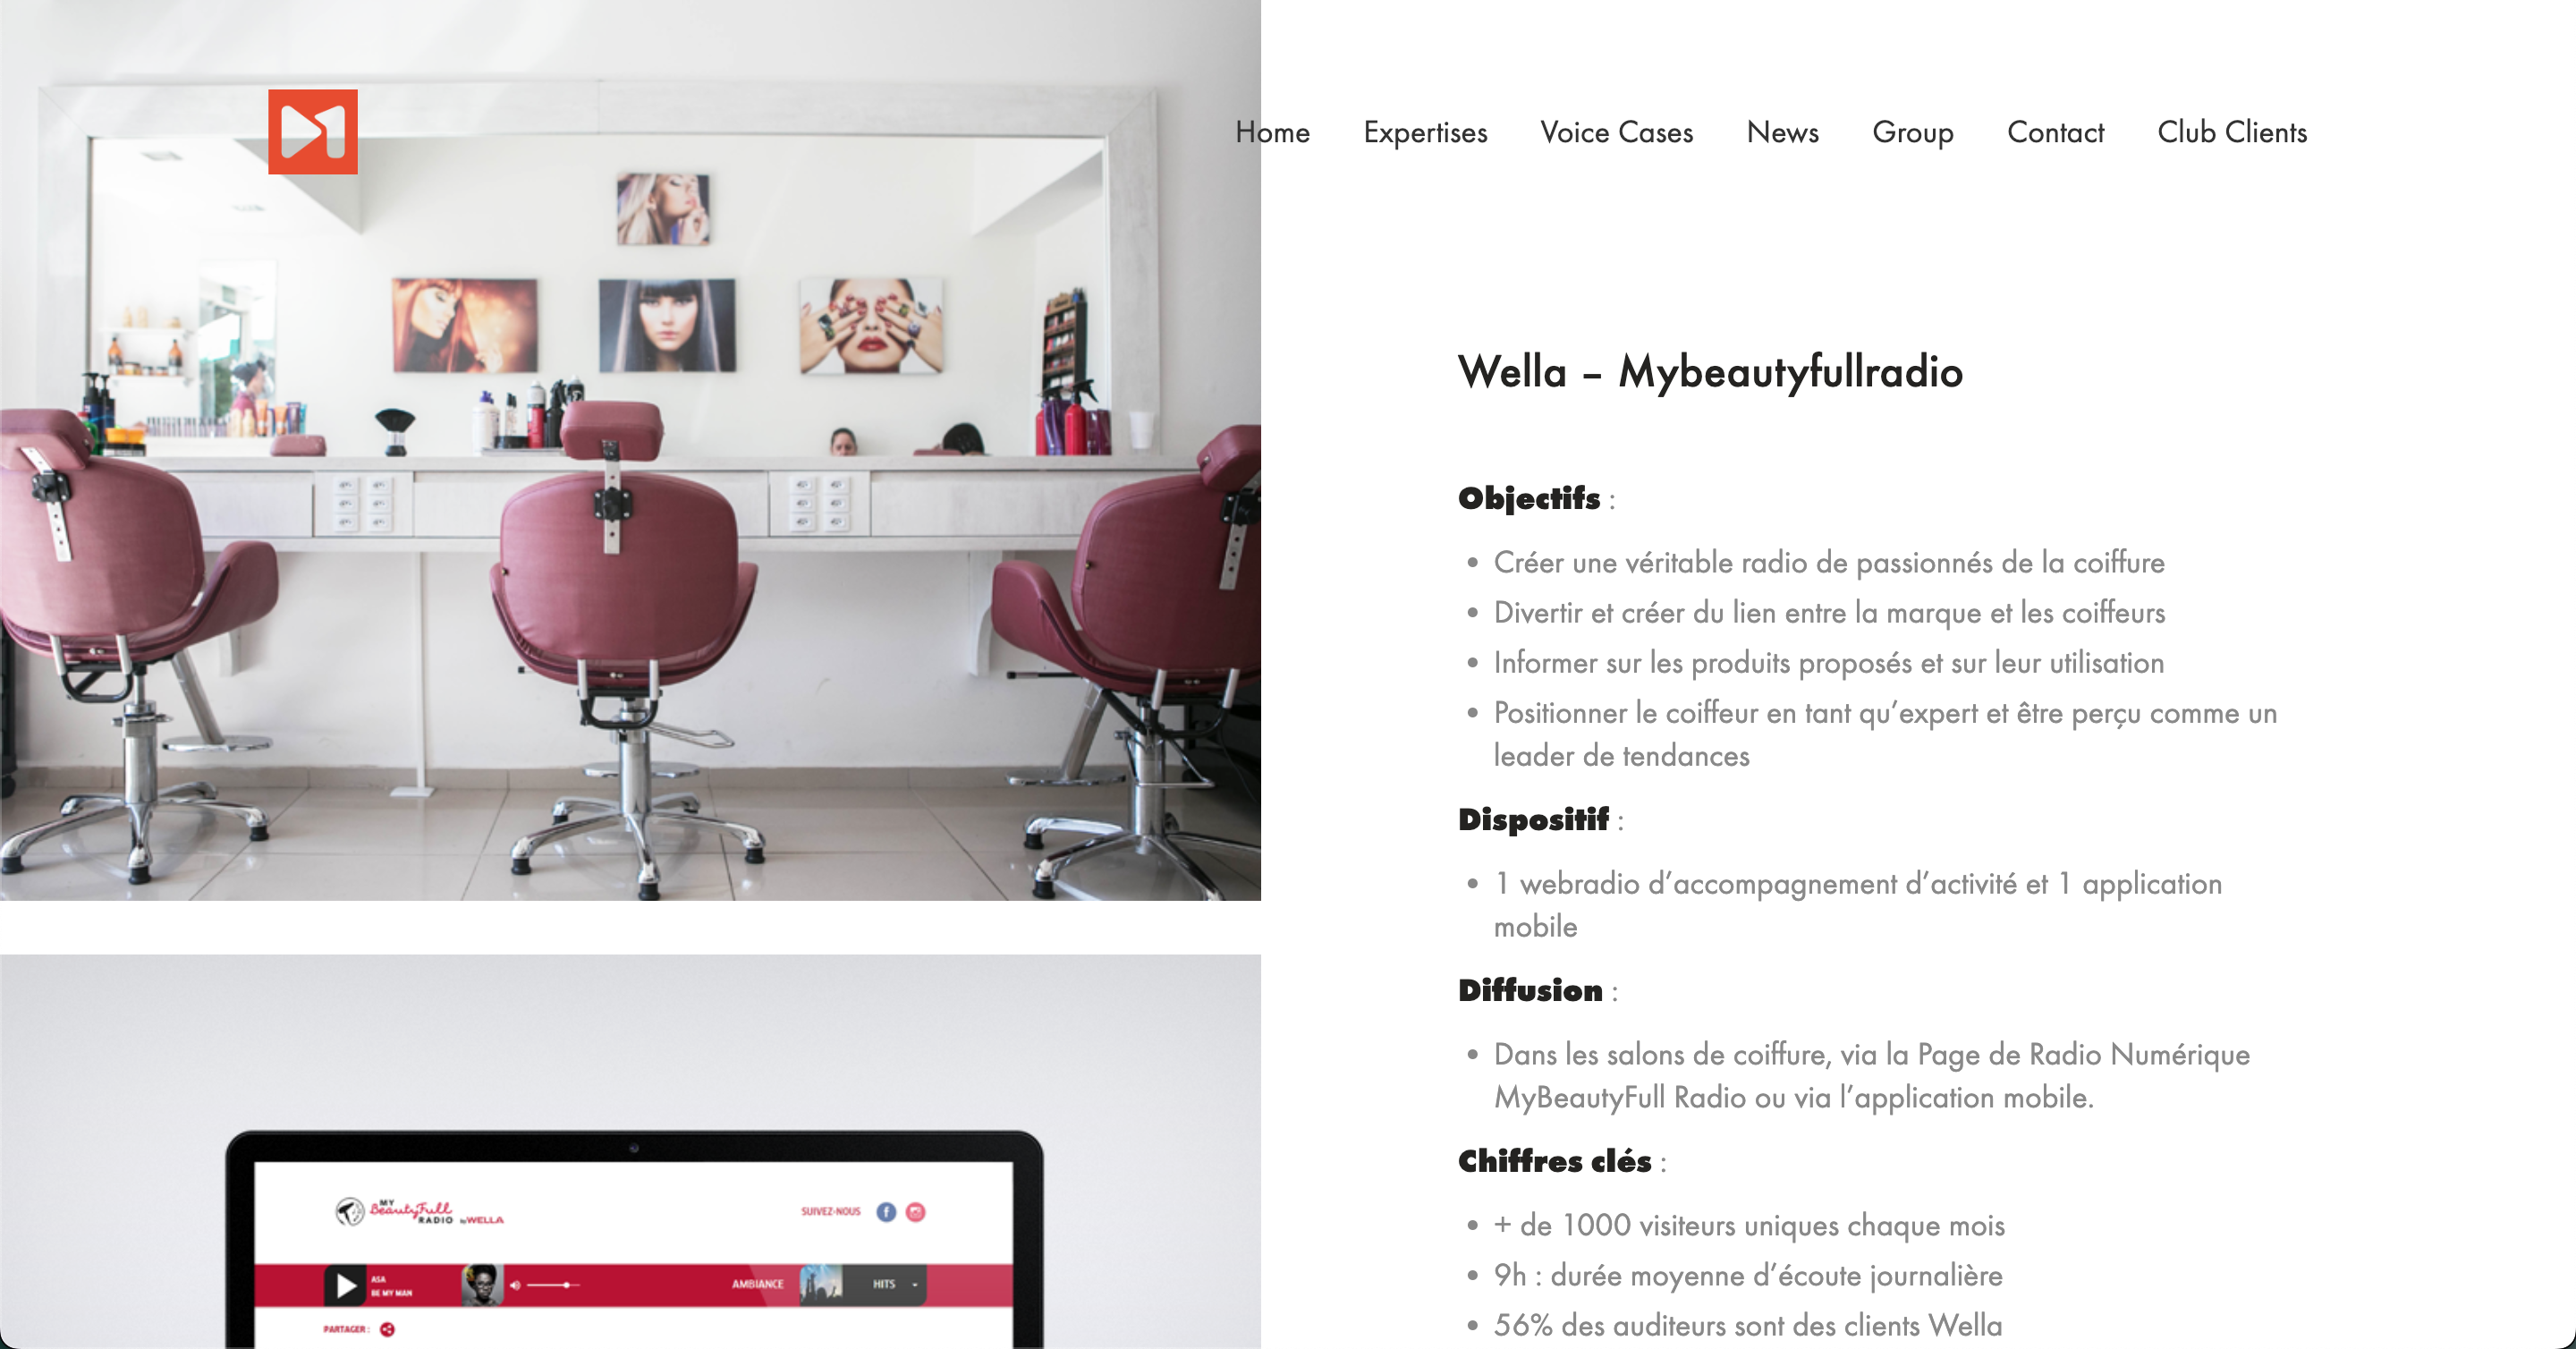 Home Expertises Voice Cases News Group Contact Club Clients
Wella – Mybeautyfullradio
Objectifs :
• Créer une véritable radio de passionnés de la coiffure
• Divertir et créer du lien entre la marque et les coiffeurs
• Informer sur les produits proposés et sur leur utilisation
• Positionner le coiffeur en tant qu’expert et être perçu comme un
leader de tendances
Dispositif :
• 1 webradio d’accompagnement d’activité et 1 application
mobile
Diffusion :
• Dans les salons de coiffure, via la Page de Radio Numérique
MyBeautyFull Radio ou via l’application mobile.
Chiffres clés :
• + de 1000 visiteurs uniques chaque mois
• 9h : durée moyenne d’écoute journalière
• 56% des auditeurs sont des clients Wella
MY
BeautyFull
RADIO by WELLA
SUIVEZ-NOUS
ASA
BE MY MAN
AMBIANCE
HITS
PARTAGER :